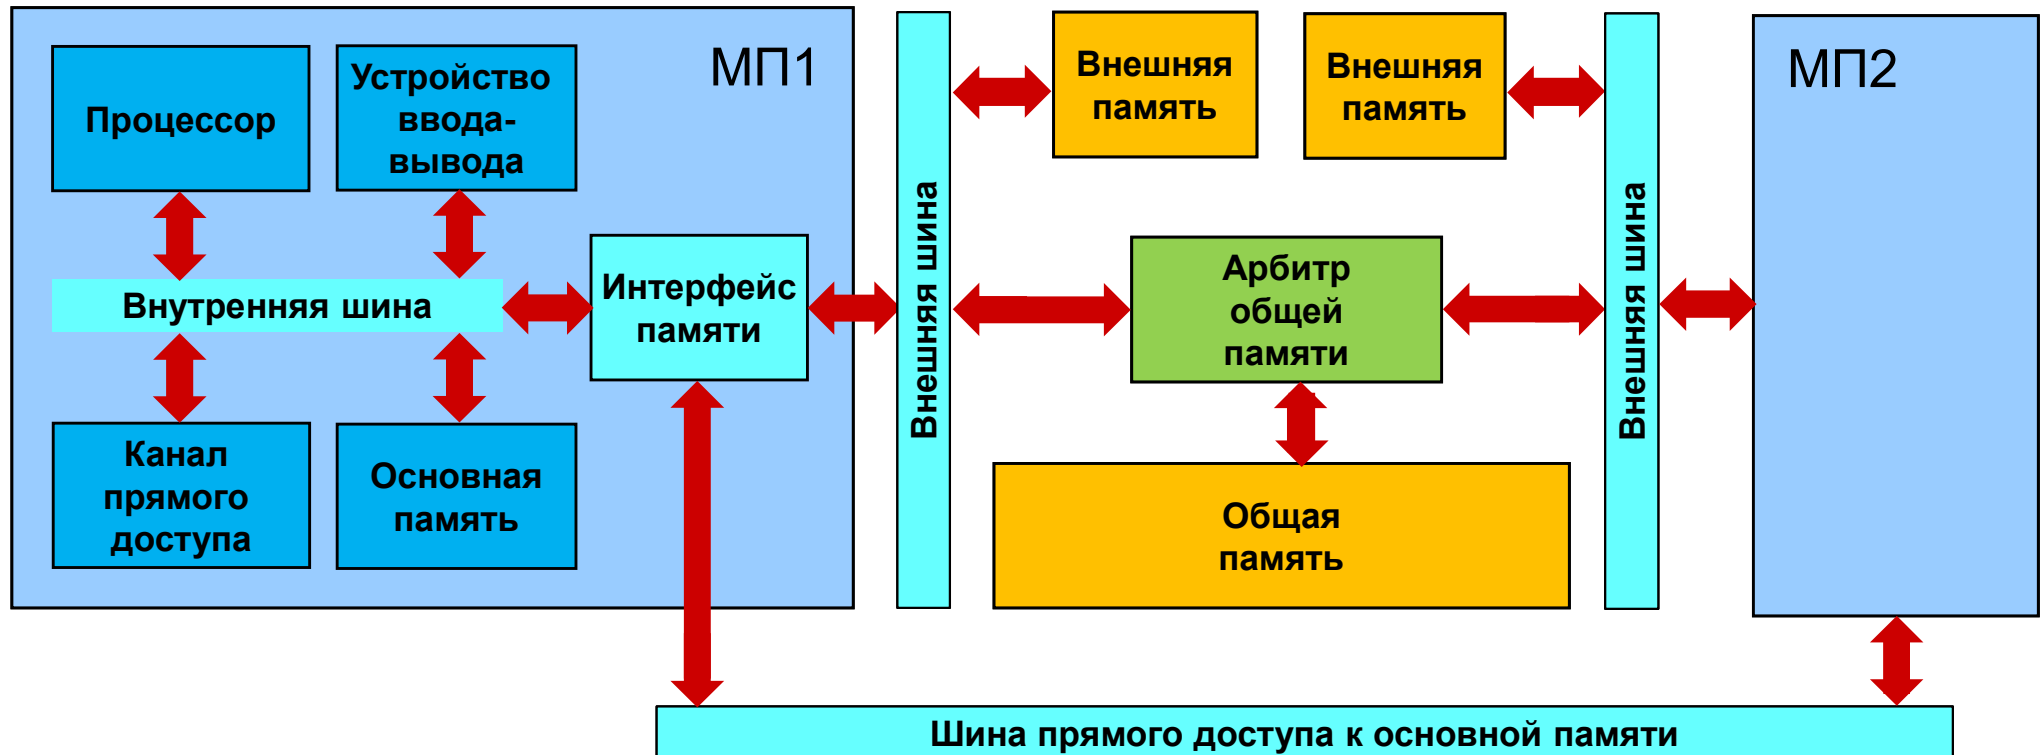 МП1
Процессор
Устройство
ввода-
вывода
Внутренняя шина
Интерфейс
памяти
Канал
прямого
доступа
Основная
память
Внешняя шина
Внешняя
память
Внешняя
память
Арбитр
общей
памяти
Общая
память
Внешняя шина
МП2
Шина прямого доступа к основной памяти